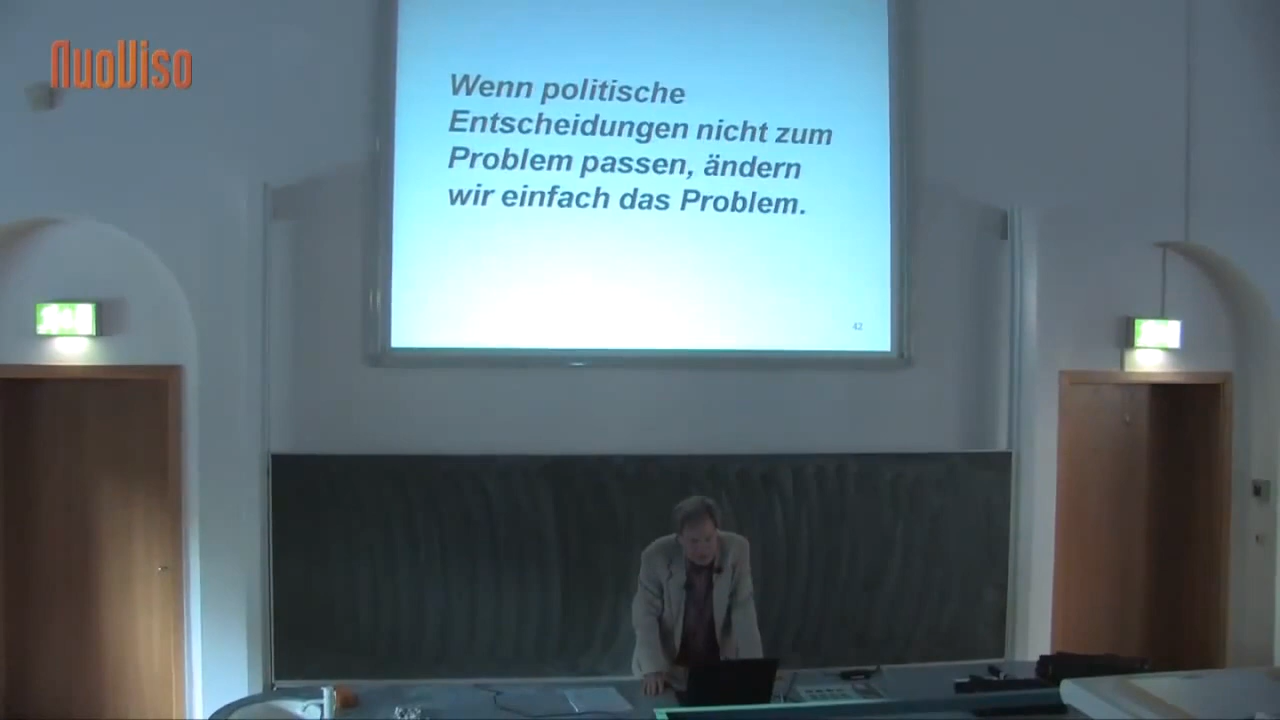 NuoViso
Wenn politische
Entscheidungen nicht zum
Problem passen, ändern
wir einfach das Problem.
42